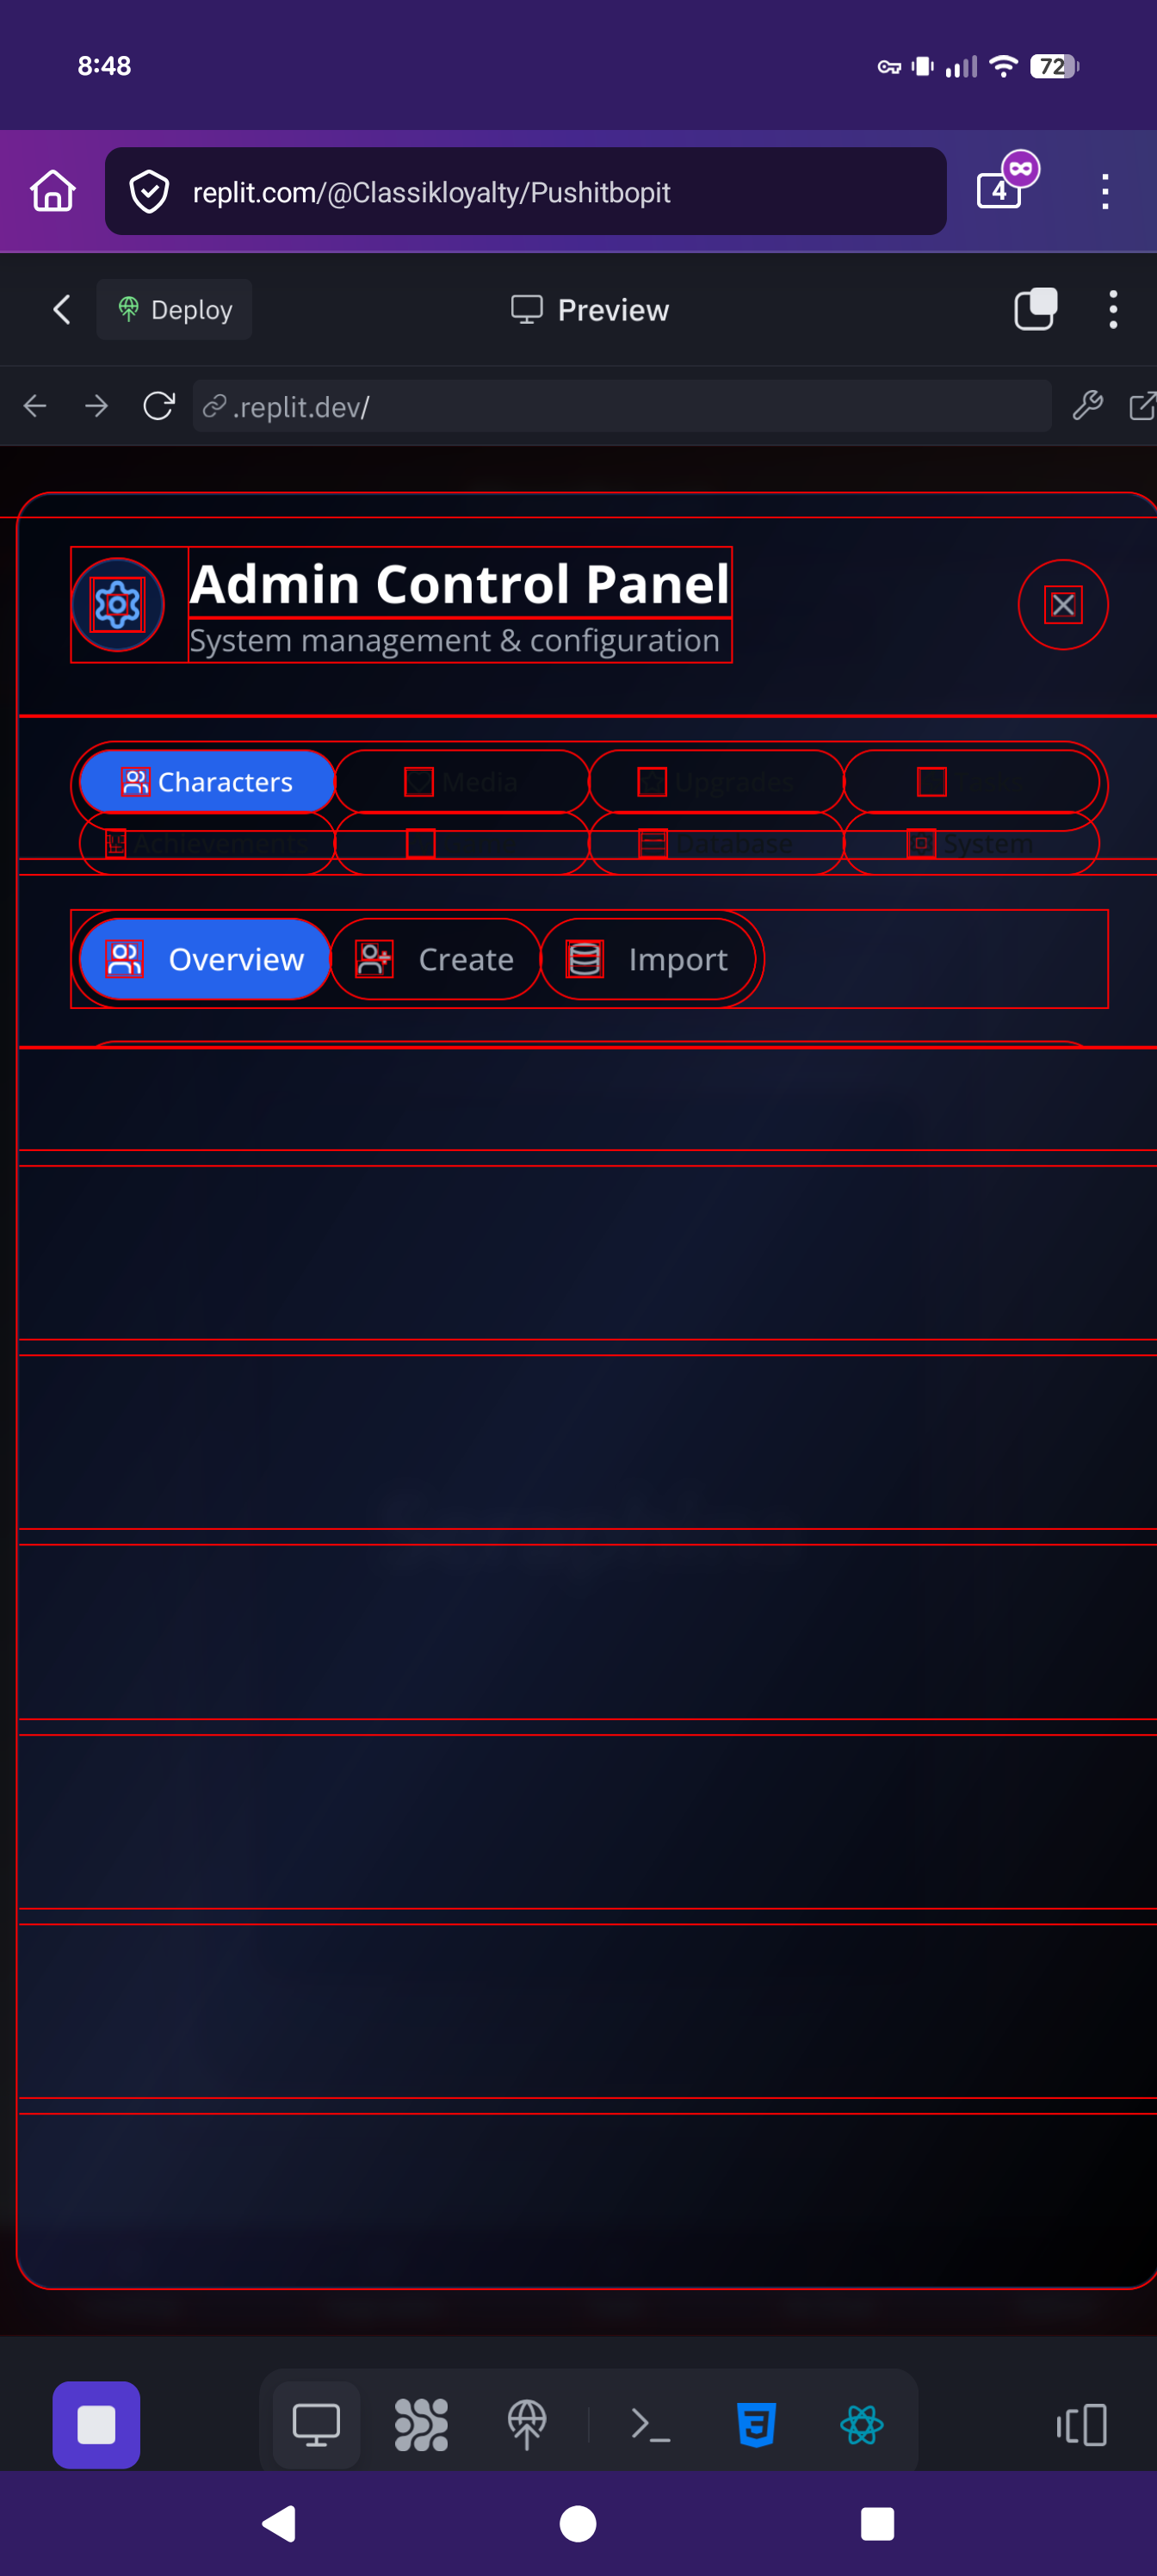 8:48
72
replit.com/@Classikloyalty/Pushitbopit
4
Deploy
Preview
.replit.dev/
Admin Control Panel
System management & configuration
Characters Media Upgrades
Achievements Database System
Overview Create Import